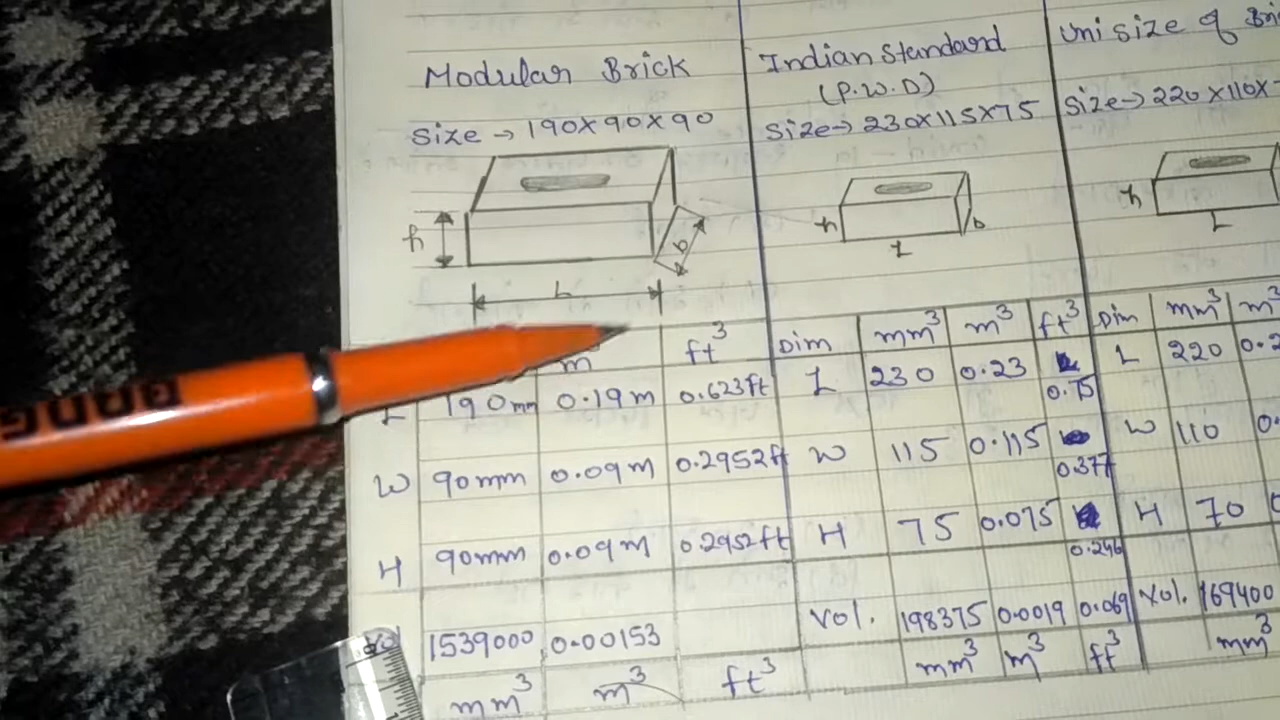 Modular Brick
Size → 190×90×90
h
b
L
m
ft³
L 190mm 0.19m 0.623ft
W 90mm 0.09m 0.2952ft
H 90mm 0.09m 0.2952ft
Vol 1539000 0.00153
mm³ m³ ft³
Indian Standard
(P.W.D)
Size→ 230×115×75
h
b
L
Dim mm³ m³ ft³
L 230 0.23 0.75
W 115 0.115 0.377
H 75 0.075 0.246
Vol. 198375 0.0019 0.069
mm³ m³ ft³
Uni size of
Size→ 220×110×
h
L
Dim mm³ m³
L 220
W 110
H 70
Vol. 169400
mm³